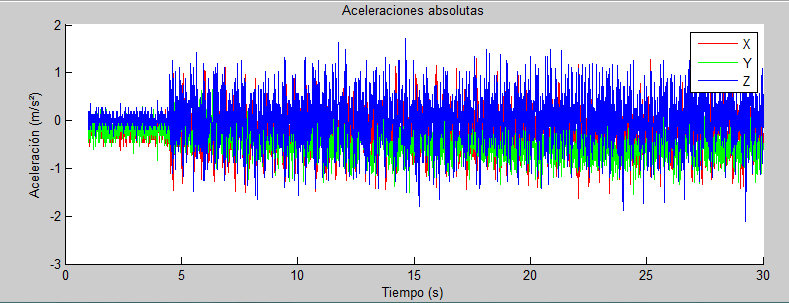 Aceleraciones absolutas
Aceleración (m/s²)
2
1
0
-1
-2
-3
X
Y
Z
0
5
10
15
20
25
30
Tiempo (s)